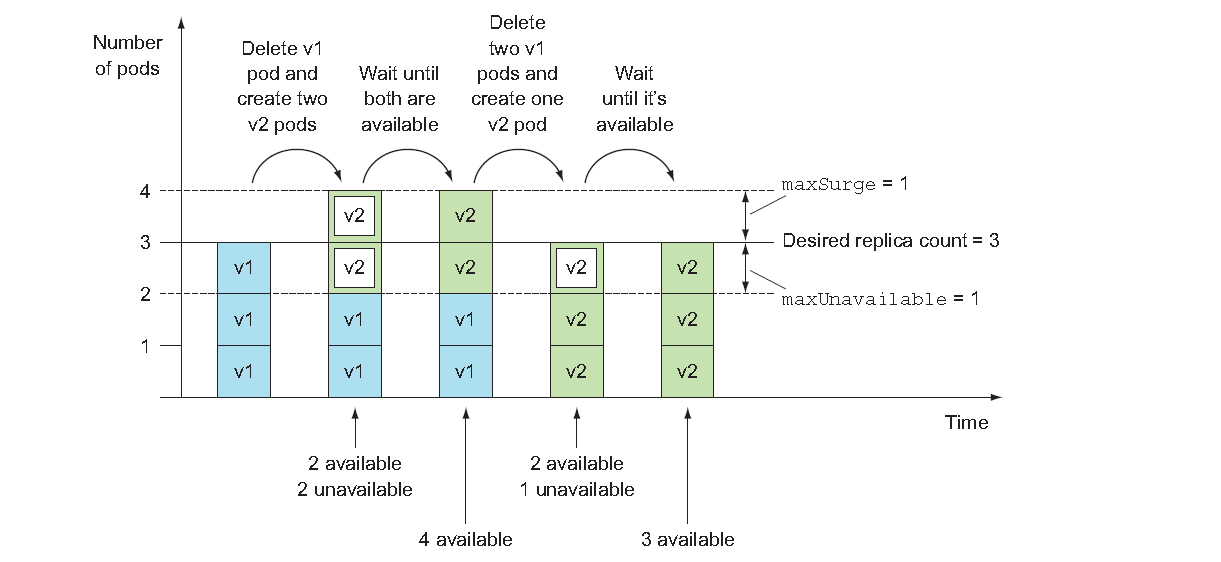 Number
of pods
Delete v1
pod and
create two
v2 pods
Wait until
both are
available
Delete
two v1
pods and
create one
v2 pod
Wait
until it's
available
4
3
2
1
v1
v1
v1
v2
v2
v1
v1
v2
v2
v1
v1
v2
v2
v2
v2
v2
v2
maxSurge = 1
Desired replica count = 3
maxUnavailable = 1
Time
2 available
2 unavailable
4 available
2 available
1 unavailable
3 available